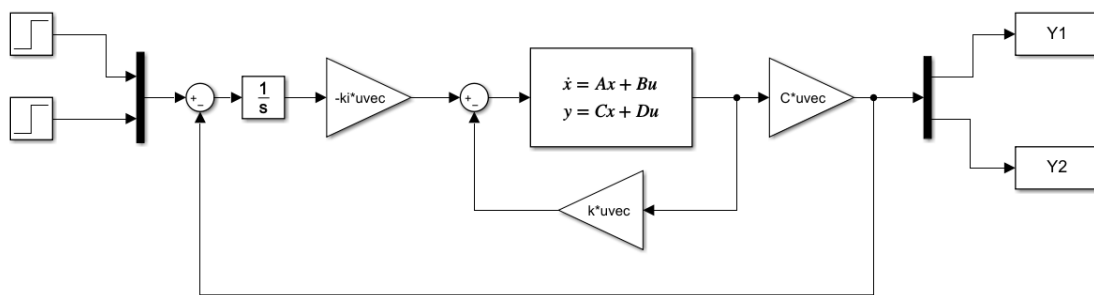 1
s
-ki*uvec
+
−
+
−
ẋ = Ax + Bu
y = Cx + Du
C*uvec
k*uvec
Y1
Y2